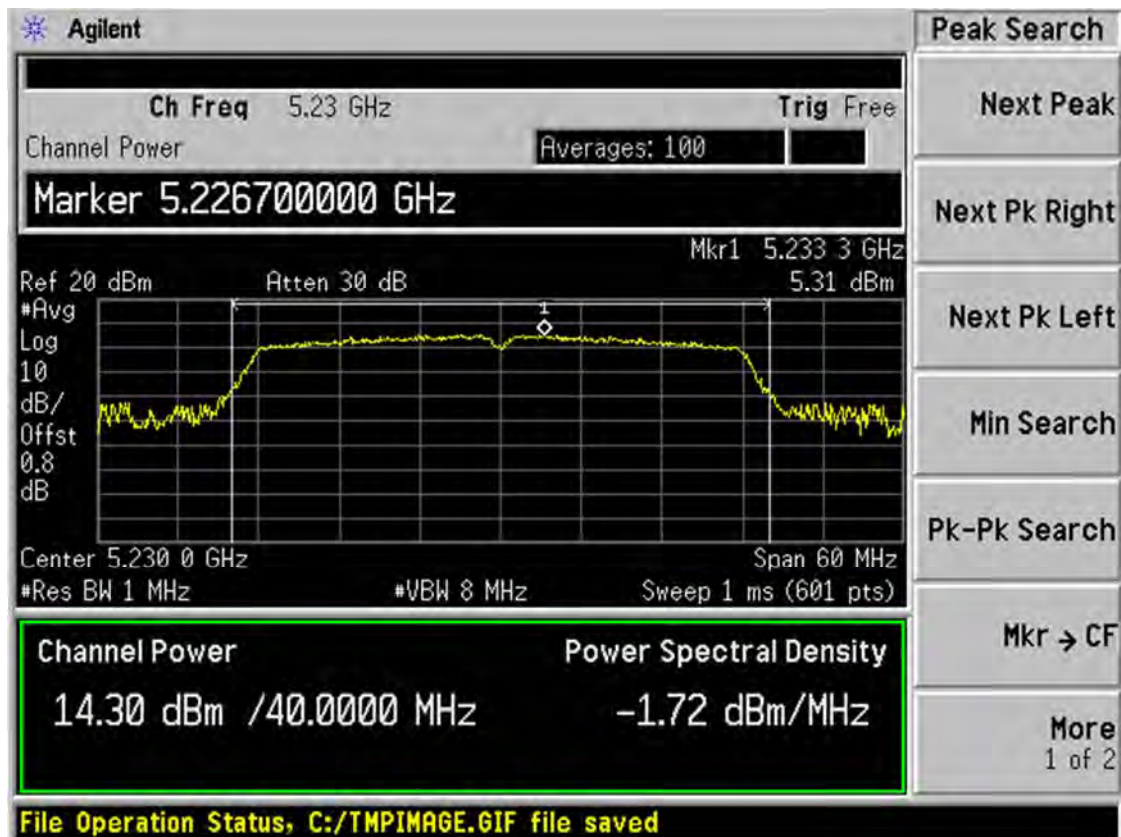 Agilent
Peak Search
Ch Freq 5.23 GHz Trig Free
Channel Power Averages: 100
Marker 5.226700000 GHz
Mkr1 5.233 3 GHz
Ref 20 dBm Atten 30 dB 5.31 dBm
#Avg
Log
10
dB/
Offst
0.8
dB
1
Center 5.230 0 GHz Span 60 MHz
#Res BW 1 MHz #VBW 8 MHz Sweep 1 ms (601 pts)
Channel Power Power Spectral Density
14.30 dBm /40.0000 MHz -1.72 dBm/MHz
File Operation Status, C:/TMPIMAGE.GIF file saved
Next Peak
Next Pk Right
Next Pk Left
Min Search
Pk-Pk Search
Mkr → CF
More
1 of 2